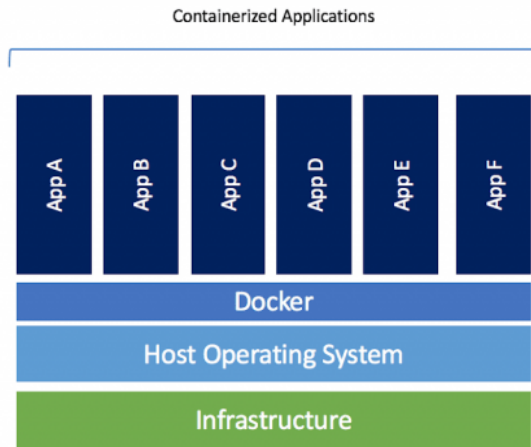 Containerized Applications
App A
App B
App C
App D
App E
App F
Docker
Host Operating System
Infrastructure